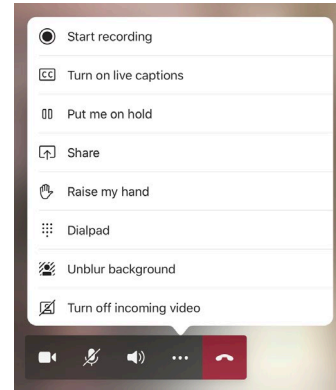 Start recording
CC Turn on live captions
Put me on hold
Share
Raise my hand
Dialpad
Unblur background
Turn off incoming video